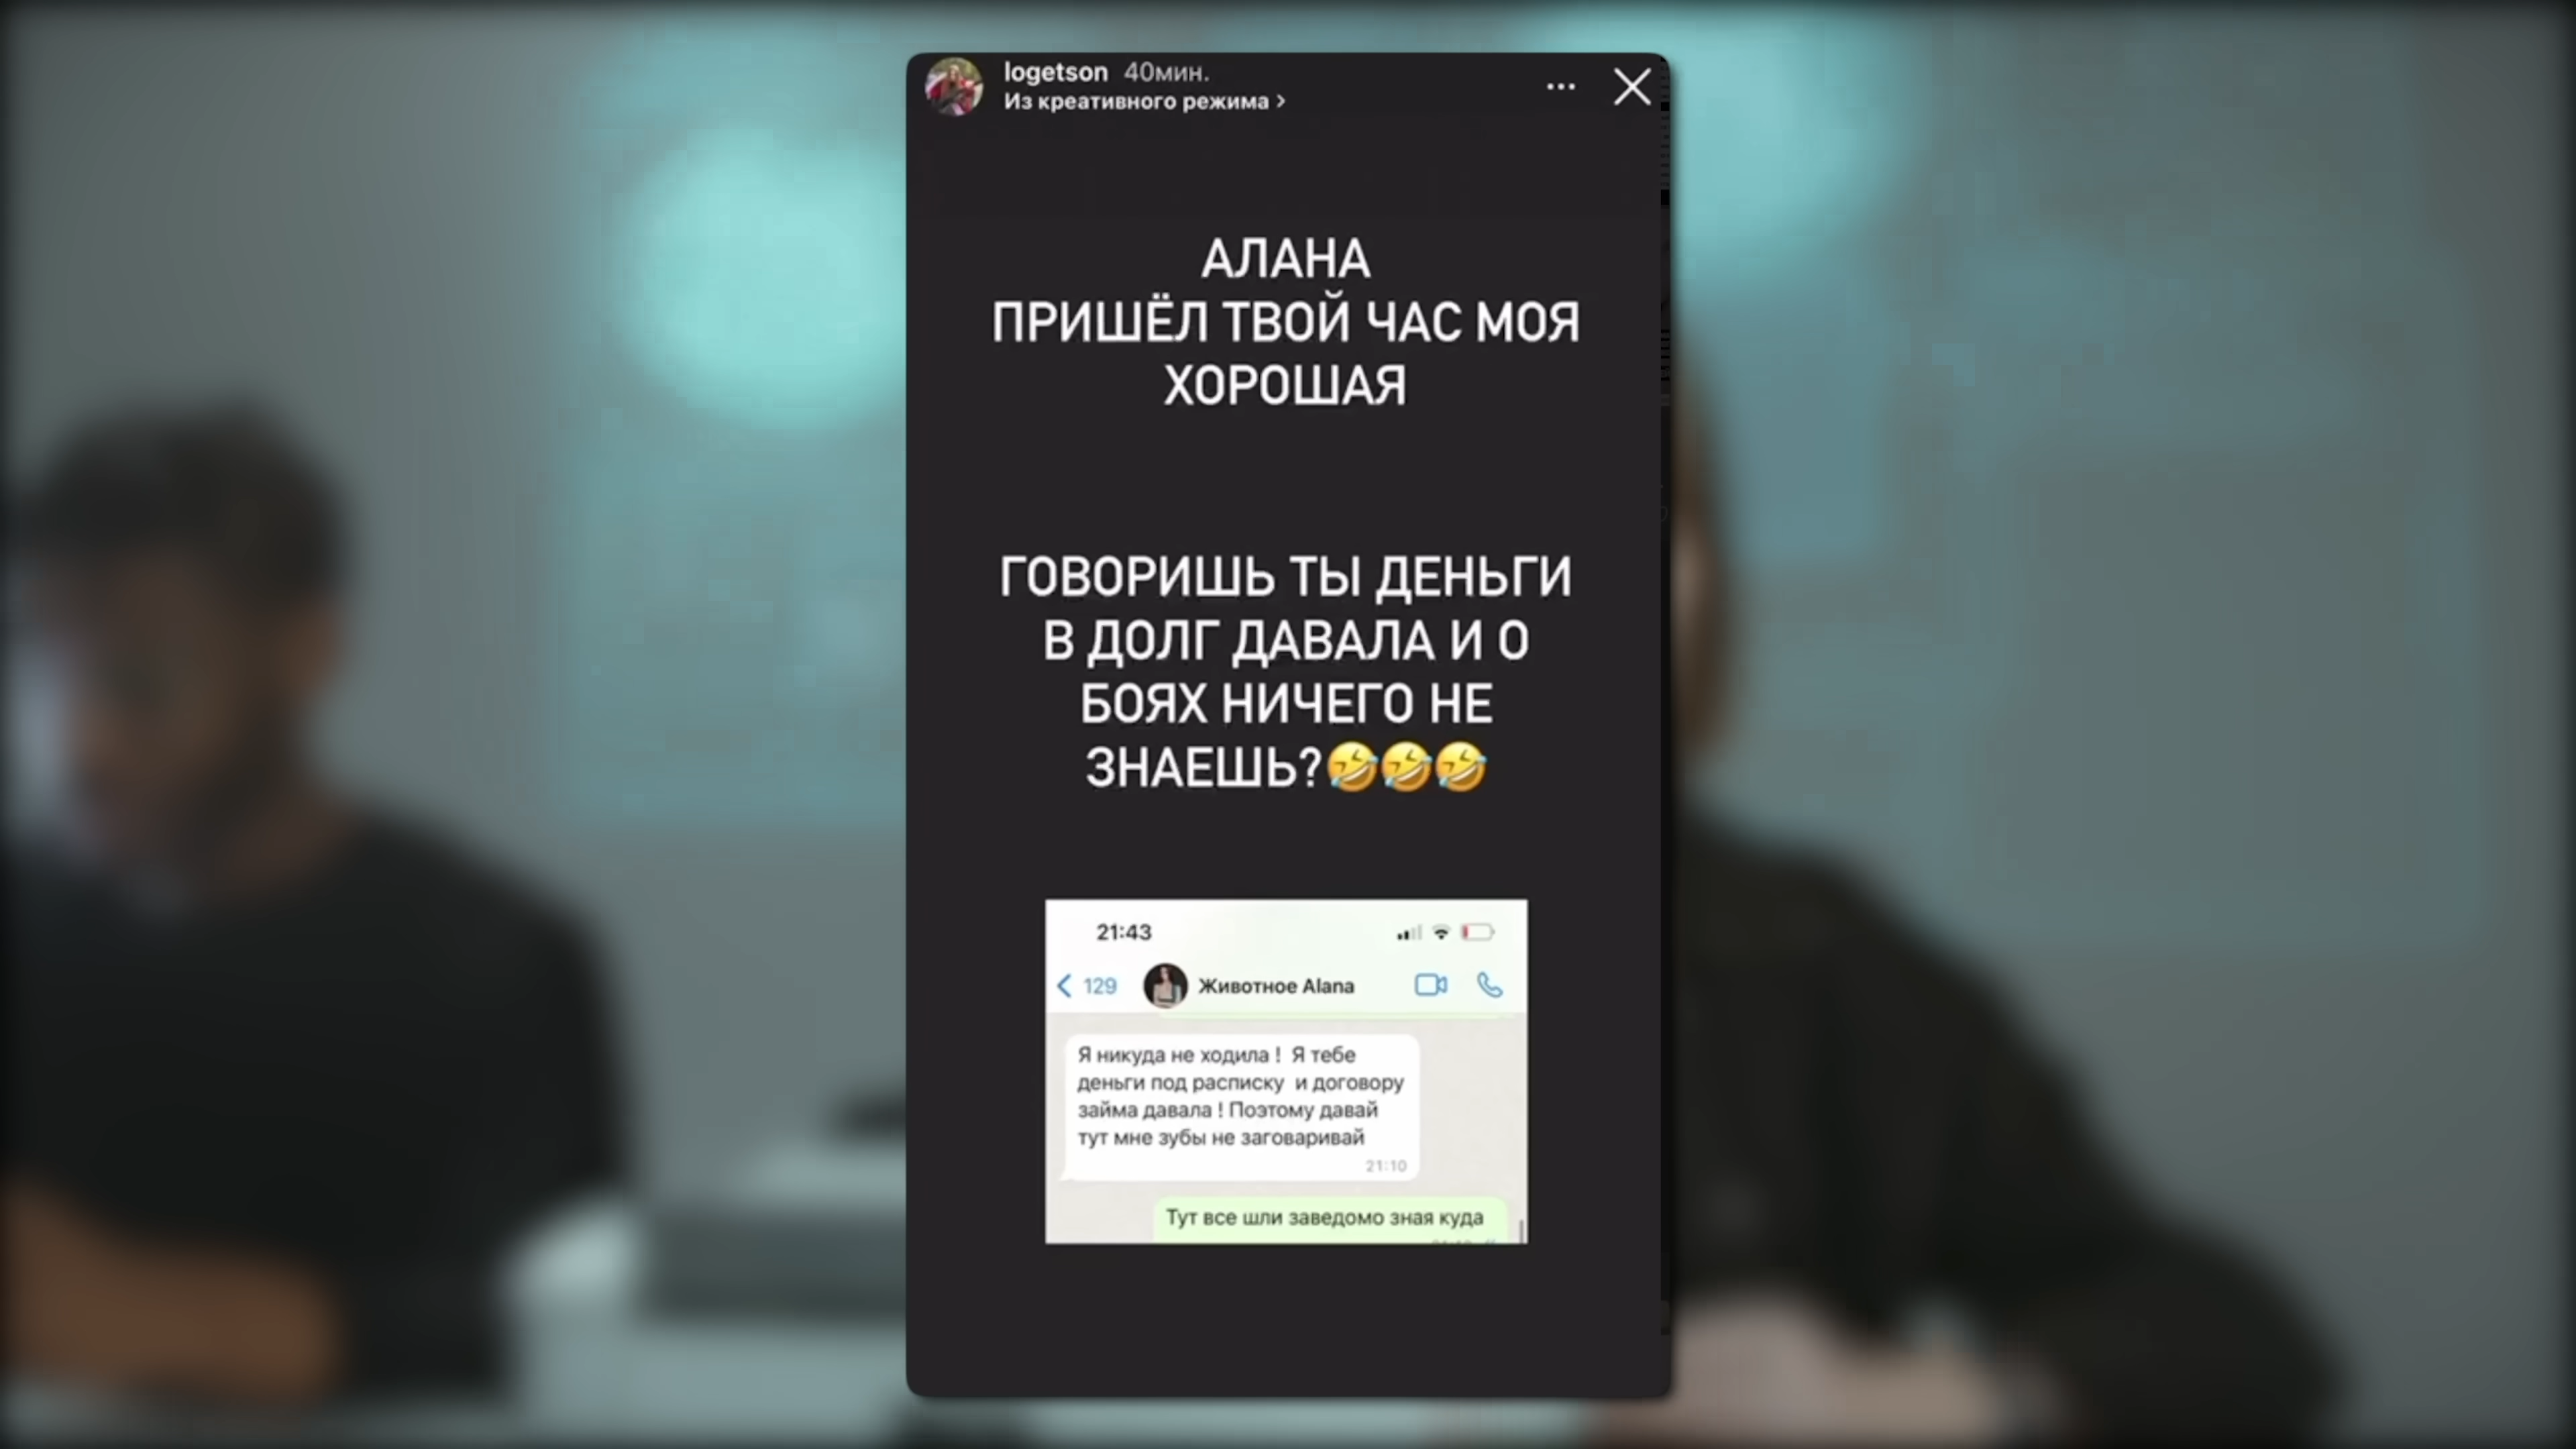 logetson 40мин.
Из креативного режима >
АЛАНА
ПРИШЁЛ ТВОЙ ЧАС МОЯ
ХОРОШАЯ
ГОВОРИШЬ ТЫ ДЕНЬГИ
В ДОЛГ ДАВАЛА И О
БОЯХ НИЧЕГО НЕ
ЗНАЕШЬ?🤣🤣🤣
21:43
129 Животное Alana
Я никуда не ходила ! Я тебе
деньги под расписку и договору
займа давала ! Поэтому давай
тут мне зубы не заговаривай
21:10
Тут все шли заведомо зная куда